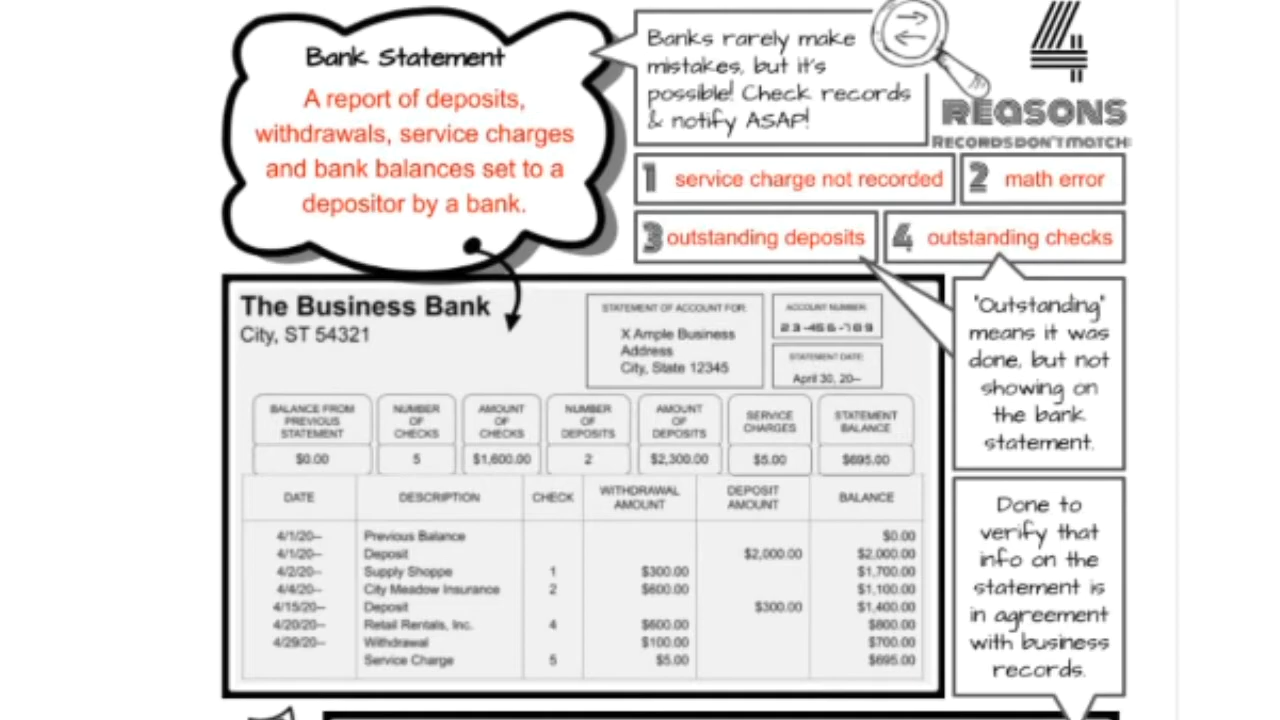 Bank Statement
A report of deposits,
withdrawals, service charges
and bank balances set to a
depositor by a bank.
Banks rarely make
mistakes, but it's
possible! Check records
& notify ASAP!
4
REASONS
RECORDS DON'T MATCH:
1 service charge not recorded
2 math error
3 outstanding deposits
4 outstanding checks
"Outstanding"
means it was
done, but not
showing on
the bank
statement.
Done to
verify that
info on the
statement is
in agreement
with business
records.
The Business Bank
City, ST 54321
STATEMENT OF ACCOUNT FOR:
X Ample Business
Address
City, State 12345
ACCOUNT NUMBER:
23-456-789
STATEMENT DATE:
April 30, 20--
BALANCE FROM PREVIOUS STATEMENT
NUMBER OF CHECKS
AMOUNT OF CHECKS
NUMBER OF DEPOSITS
AMOUNT OF DEPOSITS
SERVICE CHARGES
STATEMENT BALANCE
$0.00 5 $1,600.00 2 $2,300.00 $5.00 $695.00
DATE DESCRIPTION CHECK WITHDRAWAL AMOUNT DEPOSIT AMOUNT BALANCE
4/1/20-- Previous Balance $0.00
4/1/20-- Deposit $2,000.00 $2,000.00
4/2/20-- Supply Shoppe 1 $300.00 $1,700.00
4/4/20-- City Meadow Insurance 2 $600.00 $1,100.00
4/15/20-- Deposit $300.00 $1,400.00
4/20/20-- Retail Rentals, Inc. 4 $600.00 $800.00
4/29/20-- Withdrawal $100.00 $700.00
Service Charge 5 $5.00 $695.00